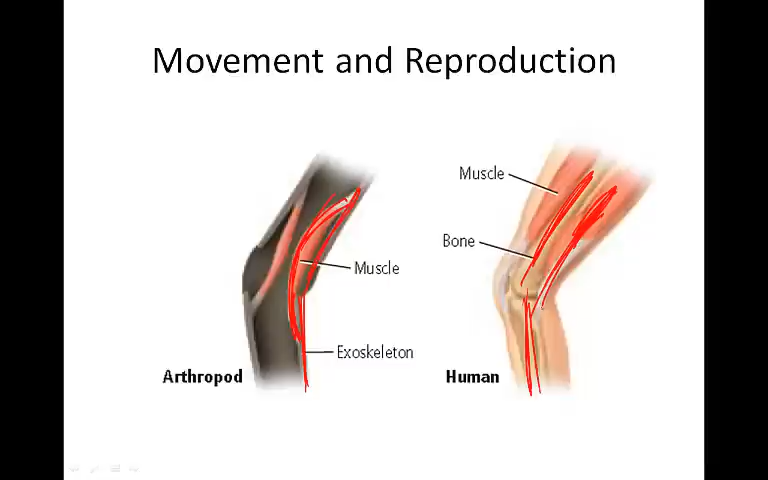 Movement and Reproduction
Muscle
Bone
Muscle
Exoskeleton
Arthropod
Human